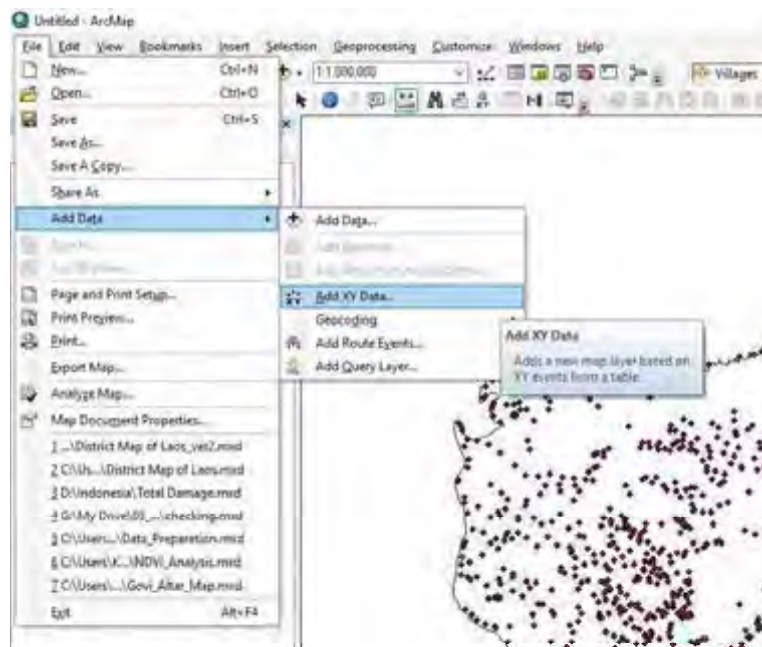 Untitled - ArcMap
File Edit View Bookmarks Insert Selection Geoprocessing Customize Windows Help
New... Ctrl+N
1:1,000,000
Villages
Open... Ctrl+O
Save Ctrl+S
Save As...
Save A Copy...
Share As
Add Data
Add Data...
Page and Print Setup...
Add XY Data...
Print Preview...
Geocoding
Print...
Add Route Events...
Export Map...
Add Query Layer...
Add XY Data
Adds a new map layer based on
XY events from a table.
Analyze Map...
Map Document Properties...
1 ...\District Map of Laos_ver2.mxd
2 C:\Us...\District Map of Laos.mxd
3 D:\Indonesia\Total Damage.mxd
4 G:\My Drive\03_...\checking.mxd
5 C:\Users...\Data_Preparation.mxd
6 C:\Users\K...\NDVI_Analysis.mxd
7 C:\Users\...\Govi_Altar_Map.mxd
Exit Alt+F4